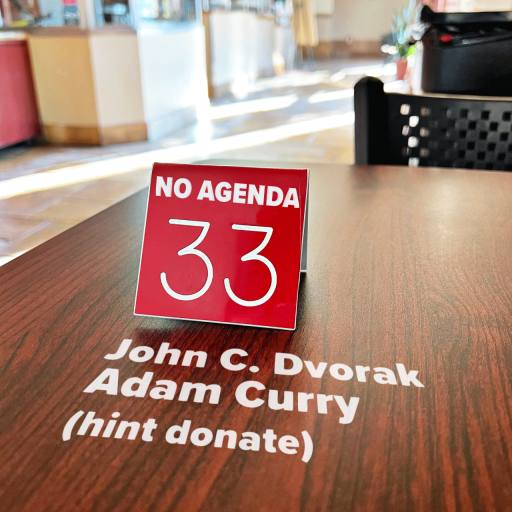 NO AGENDA
33
John C. Dvorak
Adam Curry
(hint donate)